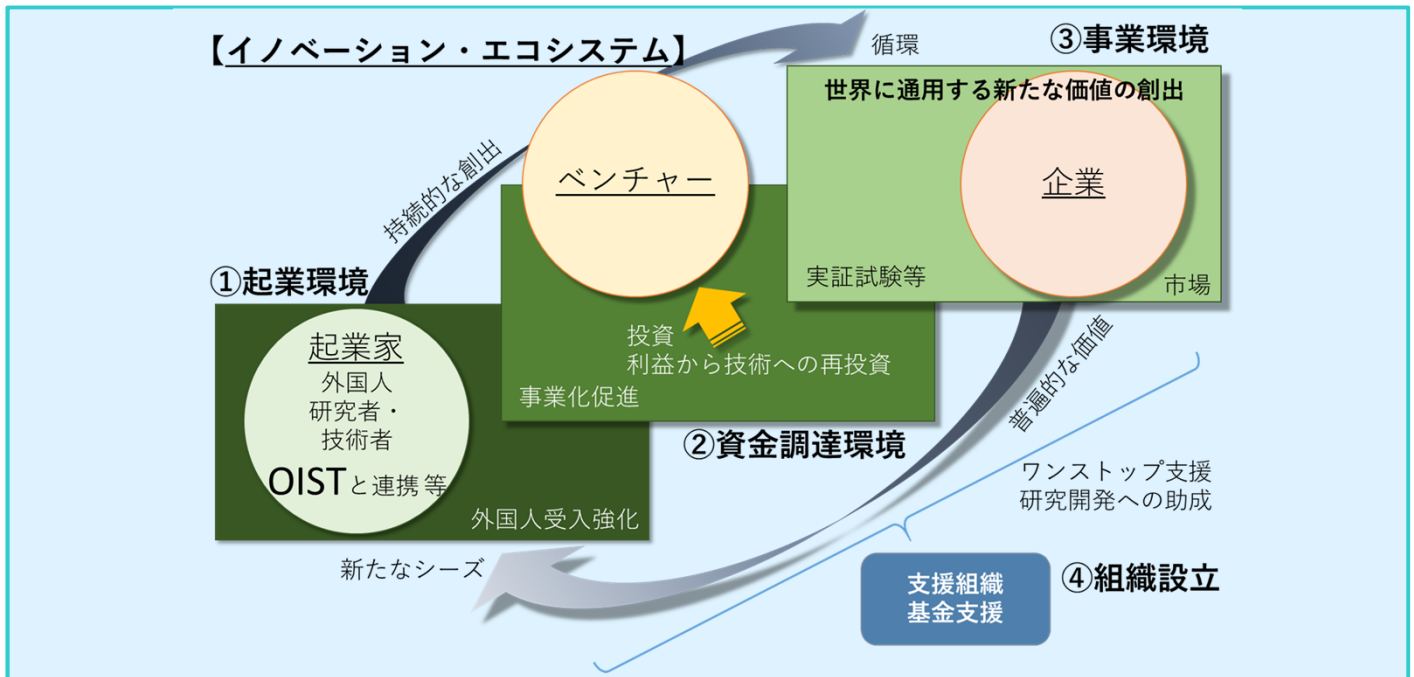 【イノベーション・エコシステム】
循環
③事業環境
世界に通用する新たな価値の創出
持続的な創出
ベンチャー
企業
①起業環境
実証試験等
市場
起業家
外国人
研究者・
技術者
OISTと連携等
外国人受入強化
投資
利益から技術への再投資
事業化促進
②資金調達環境
普遍的な価値
ワンストップ支援
研究開発への助成
新たなシーズ
支援組織
基金支援
④組織設立